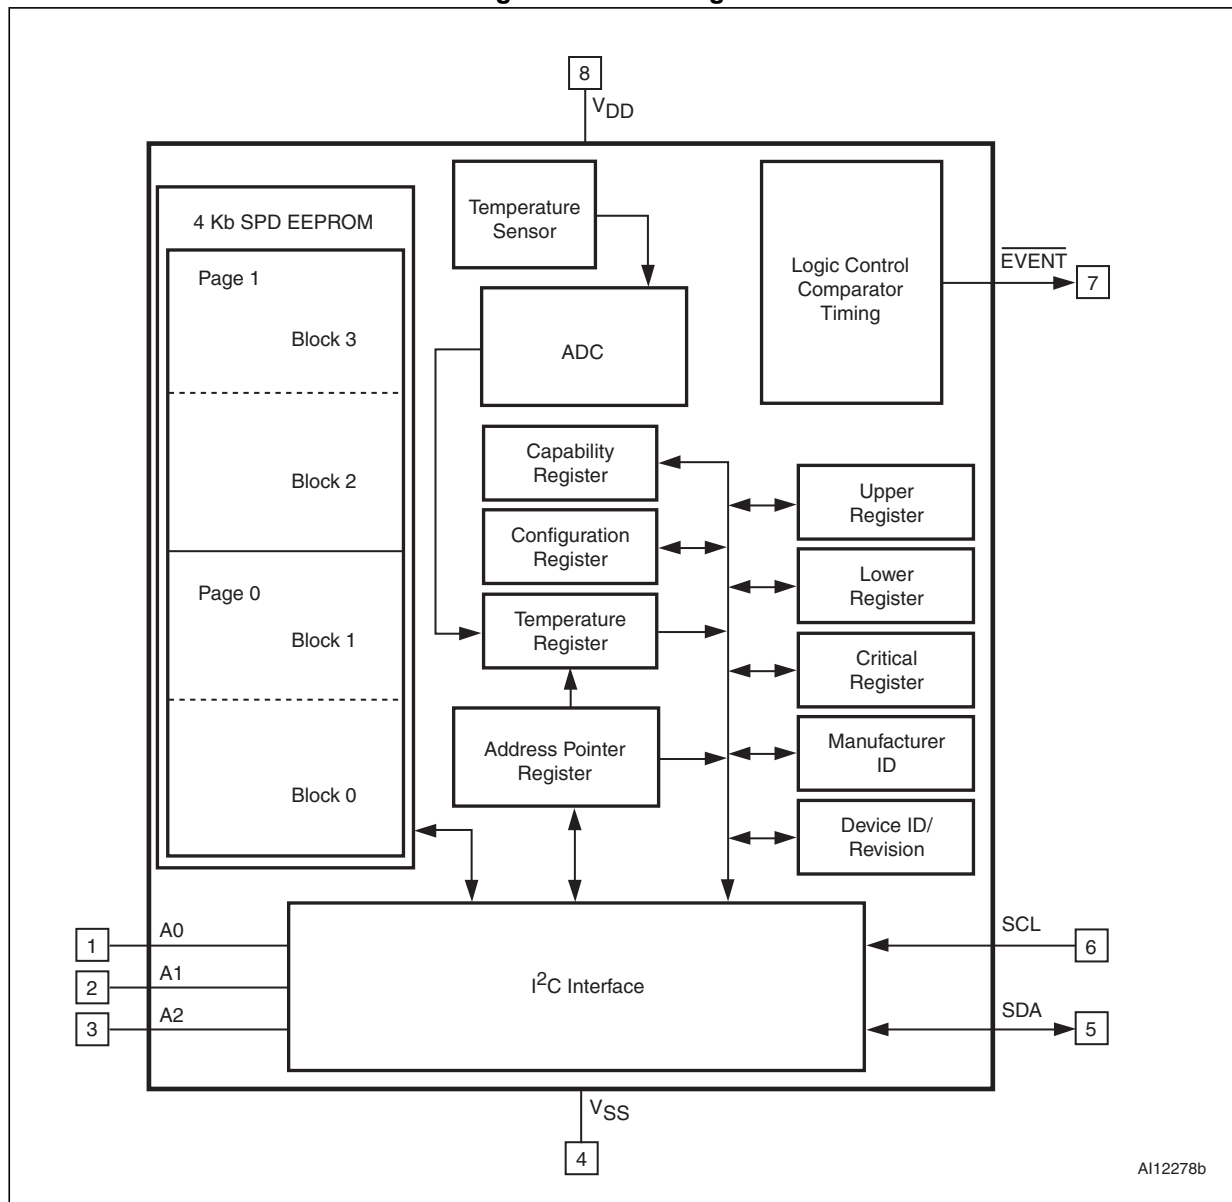 8
VDD
4 Kb SPD EEPROM
Page 1
Block 3
Block 2
Page 0
Block 1
Block 0
Temperature
Sensor
ADC
Logic Control
Comparator
Timing
EVENT
7
Capability
Register
Configuration
Register
Temperature
Register
Address Pointer
Register
Upper
Register
Lower
Register
Critical
Register
Manufacturer
ID
Device ID/
Revision
1
A0
2
A1
3
A2
I2C Interface
SCL
6
SDA
5
VSS
4
AI12278b